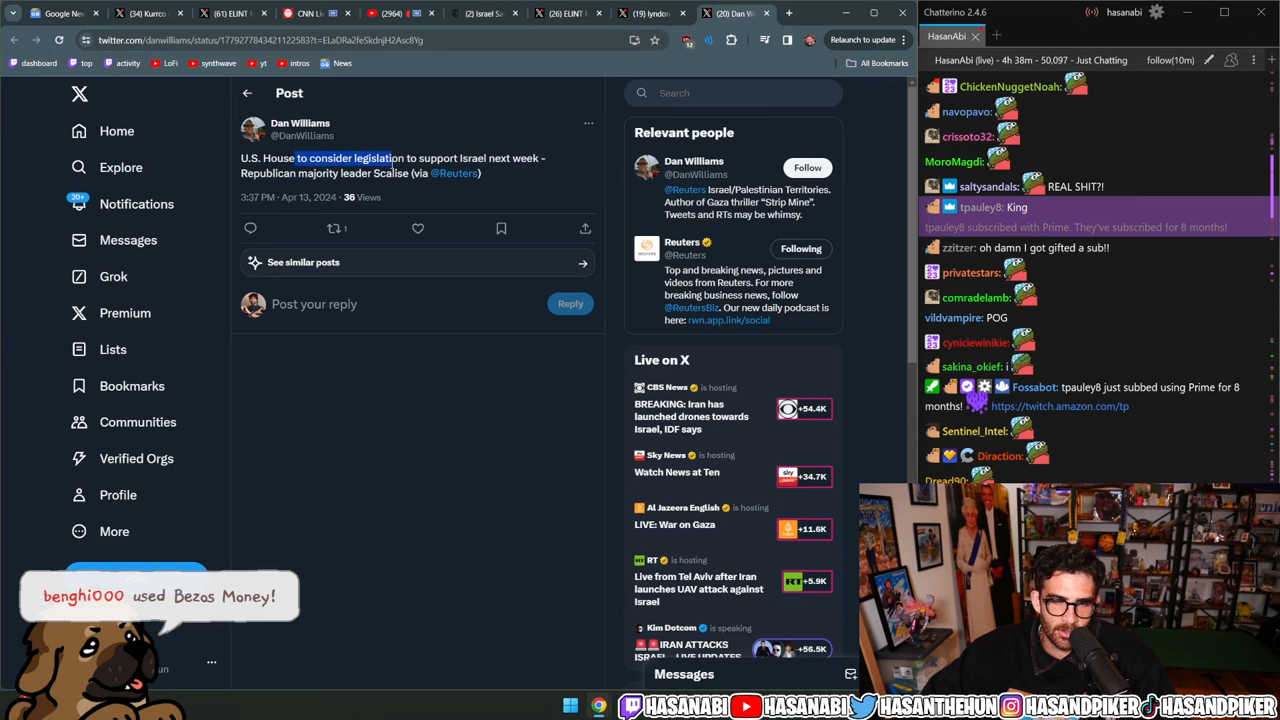 Google New
(34) Kurrco
(61) ELINT N
CNN Li
(2964)
(2) Israel Sa
(26) ELINT
(19) lyndon
(20) Dan W
twitter.com/danwilliams/status/1779277843421122583?t=ELaDRa2feSkdnjH2Asc8Yg
12
Relaunch to update
dashboard
top
activity
LoFi
synthwave
yt
intros
News
All Bookmarks
Home
Explore
20+
Notifications
Messages
Grok
Premium
Lists
Bookmarks
Communities
Verified Orgs
Profile
More
Post
Dan Williams
@DanWilliams
U.S. House to consider legislation to support Israel next week -
Republican majority leader Scalise (via @Reuters)
3:37 PM · Apr 13, 2024 · 36 Views
1
See similar posts
Post your reply
Reply
Search
Relevant people
Dan Williams
@DanWilliams
Follow
@Reuters Israel/Palestinian Territories.
Author of Gaza thriller “Strip Mine”.
Tweets and RTs may be whimsy.
Reuters
@Reuters
Following
Top and breaking news, pictures and
videos from Reuters. For more
breaking business news, follow
@ReutersBiz. Our new daily podcast is
here: rwn.app.link/social
Live on X
CBS News is hosting
BREAKING: Iran has
launched drones towards
Israel, IDF says
+54.4K
Sky News is hosting
Watch News at Ten
sky
+34.7K
Al Jazeera English is hosting
LIVE: War on Gaza
+11.6K
RT is hosting
Live from Tel Aviv after Iran
launches UAV attack against
Israel
RT
+5.9K
Kim Dotcom is speaking
IRAN ATTACKS
ISRAEL - LIVE UPDATES
+56.5K
Messages
Chatterino 2.4.6
hasanabi
HasanAbi
HasanAbi (live) - 4h 38m - 50,097 - Just Chatting
follow(10m)
ChickenNuggetNoah:
navopavo:
crissoto32:
MoroMagdi:
saltysandals: REAL SHIT?!
tpauley8: King
tpauley8 subscribed with Prime. They've subscribed for 8 months!
zzitzer: oh damn I got gifted a sub!!
privatestars:
comradelamb:
vildvampire: POG
cyniciewinikie:
sakina_okief: i
Fossabot: tpauley8 just subbed using Prime for 8
months! https://twitch.amazon.com/tp
Sentinel_Intel:
Diraction:
Dread90:
benghi000 used Bezos Money!
HASANABI
HASANABI
HASANTHEHUN
HASANDPIKER
HASANDPIKER